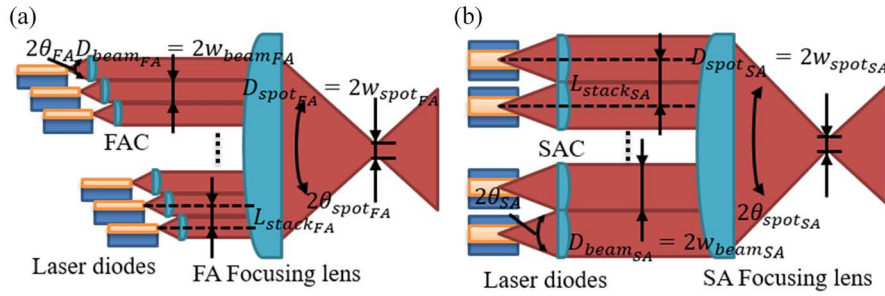 (a)
2θ_FA D_beam_FA = 2w_beam_FA
D_spot_FA = 2w_spot_FA
FAC
2θ_spot_FA
L_stack_FA
Laser diodes
FA Focusing lens
(b)
D_spot_SA = 2w_spot_SA
L_stack_SA
SAC
2θ_SA
2θ_spot_SA
D_beam_SA = 2w_beam_SA
Laser diodes
SA Focusing lens